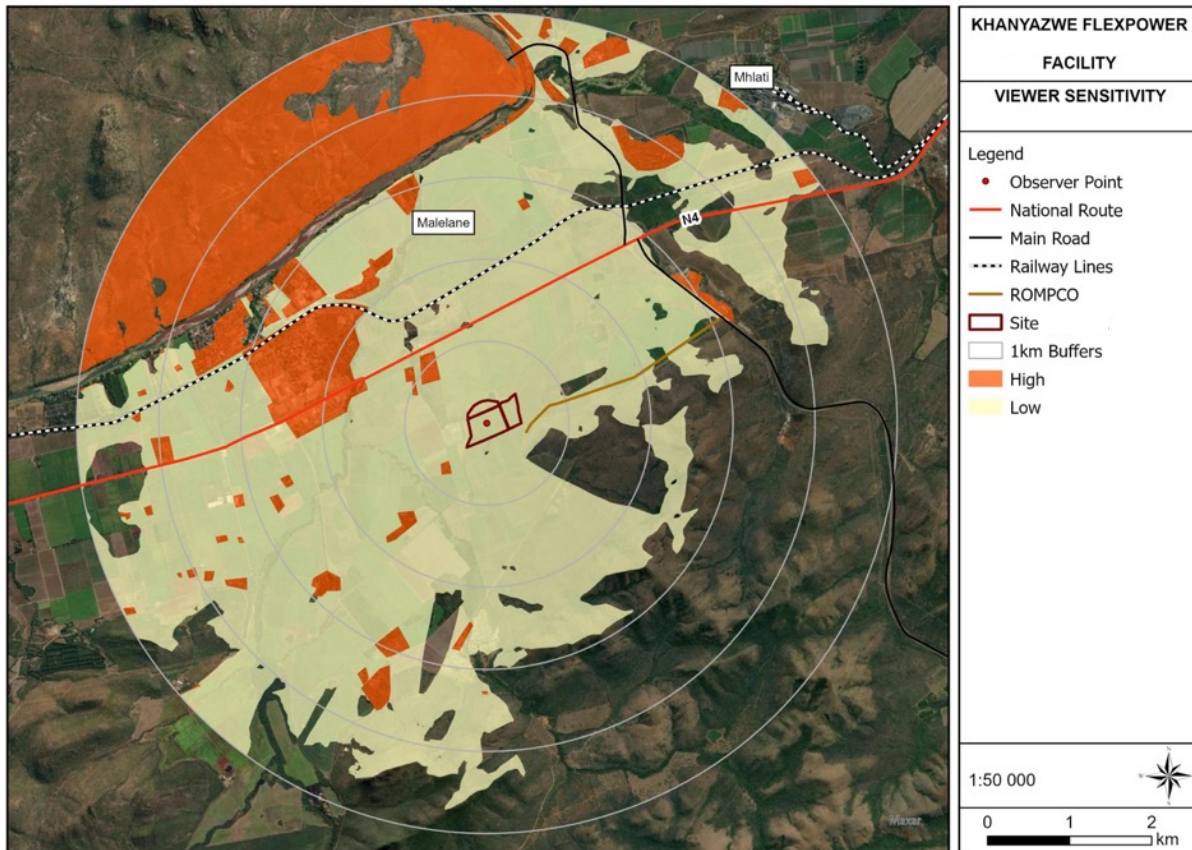 KHANYAZWE FLEXPOWER
FACILITY
VIEWER SENSITIVITY
Legend
Observer Point
National Route
Main Road
Railway Lines
ROMPCO
Site
1km Buffers
High
Low
1:50 000
N
W
0 1 2
km
Mhlati
Malelane
N4
Maxar